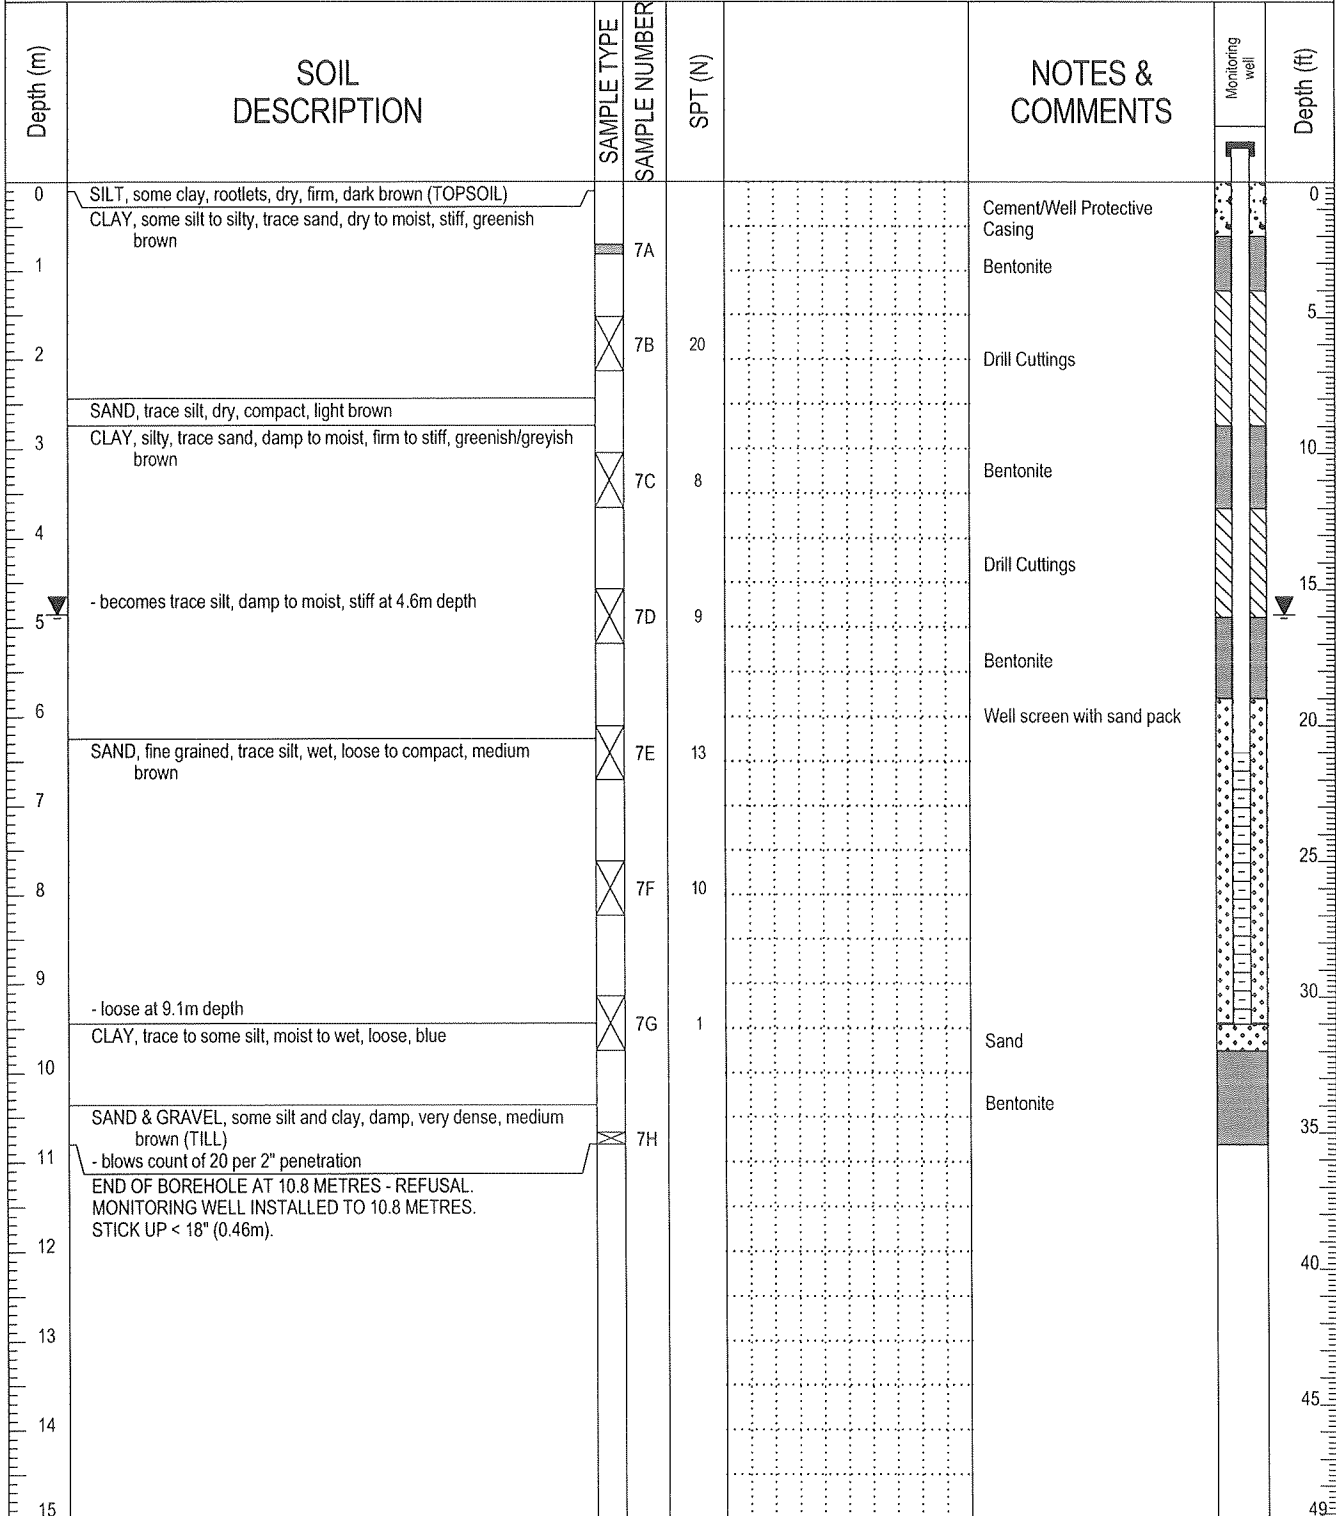 Depth (m)
SOIL
DESCRIPTION
SAMPLE TYPE
SAMPLE NUMBER
SPT (N)
NOTES &
COMMENTS
Monitoring
well
Depth (ft)
0
SILT, some clay, rootlets, dry, firm, dark brown (TOPSOIL)
0
CLAY, some silt to silty, trace sand, dry to moist, stiff, greenish
brown
Cement/Well Protective
Casing
7A
1
Bentonite
5
7B
20
2
Drill Cuttings
SAND, trace silt, dry, compact, light brown
CLAY, silty, trace sand, damp to moist, firm to stiff, greenish/greyish
brown
3
10
7C
8
Bentonite
4
Drill Cuttings
15
- becomes trace silt, damp to moist, stiff at 4.6m depth
7D
9
5
Bentonite
6
Well screen with sand pack
20
SAND, fine grained, trace silt, wet, loose to compact, medium
brown
7E
13
7
25
7F
10
8
9
30
- loose at 9.1m depth
7G
1
CLAY, trace to some silt, moist to wet, loose, blue
Sand
10
Bentonite
SAND & GRAVEL, some silt and clay, damp, very dense, medium
brown (TILL)
35
7H
- blows count of 20 per 2" penetration
11
END OF BOREHOLE AT 10.8 METRES - REFUSAL.
MONITORING WELL INSTALLED TO 10.8 METRES.
STICK UP < 18" (0.46m).
12
40
13
45
14
15
49